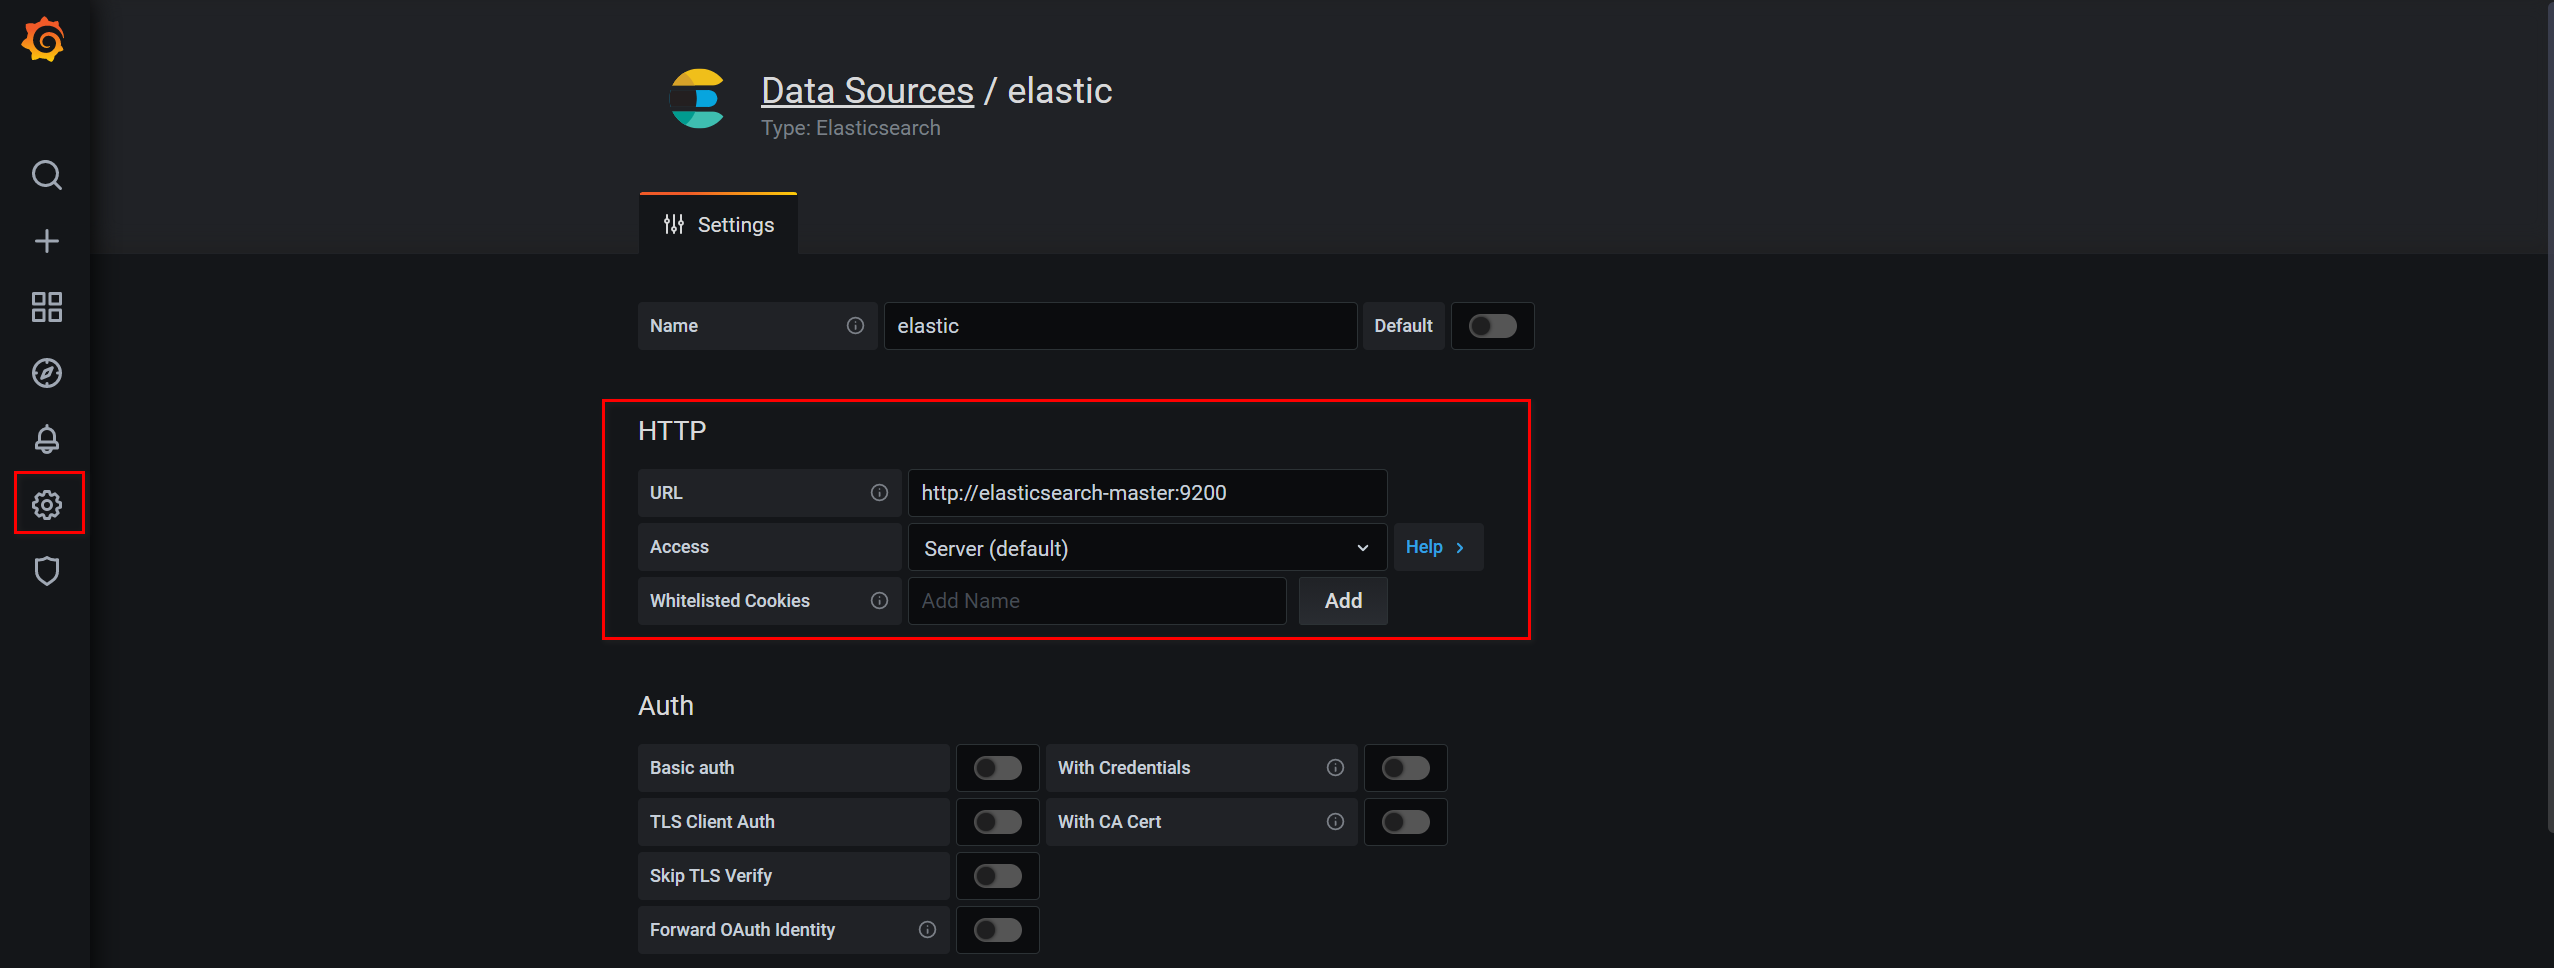 Data Sources / elastic
Type: Elasticsearch
Settings
Name elastic Default
HTTP
URL http://elasticsearch-master:9200
Access Server (default) Help
Whitelisted Cookies Add Name Add
Auth
Basic auth With Credentials
TLS Client Auth With CA Cert
Skip TLS Verify
Forward OAuth Identity